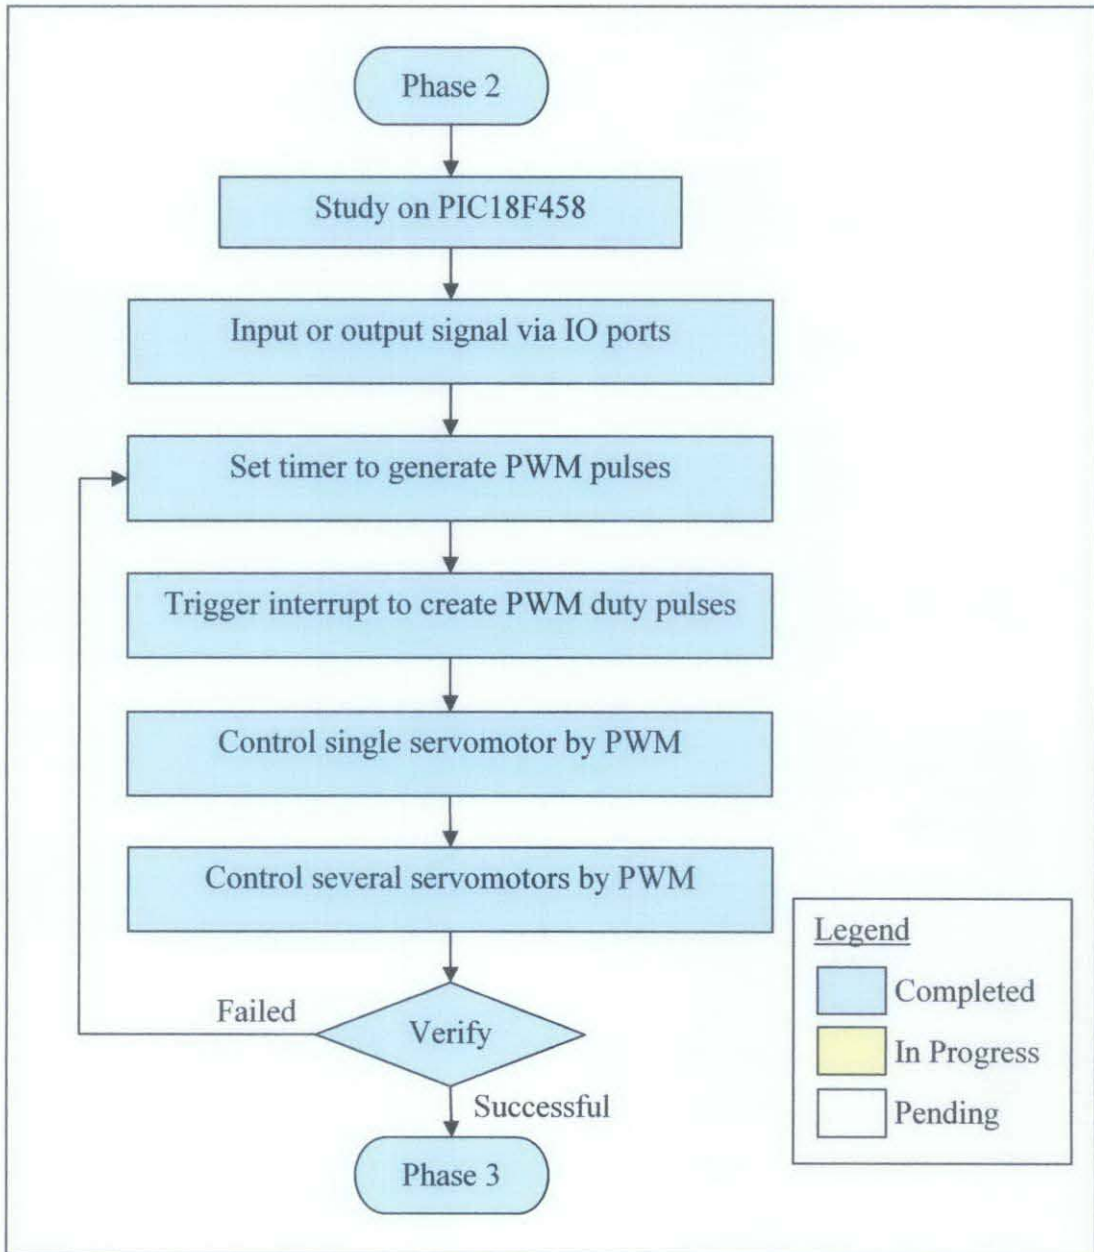 Phase 2
Study on PIC18F458
Input or output signal via IO ports
Set timer to generate PWM pulses
Trigger interrupt to create PWM duty pulses
Control single servomotor by PWM
Control several servomotors by PWM
Failed
Verify
Successful
Phase 3
Legend
Completed
In Progress
Pending